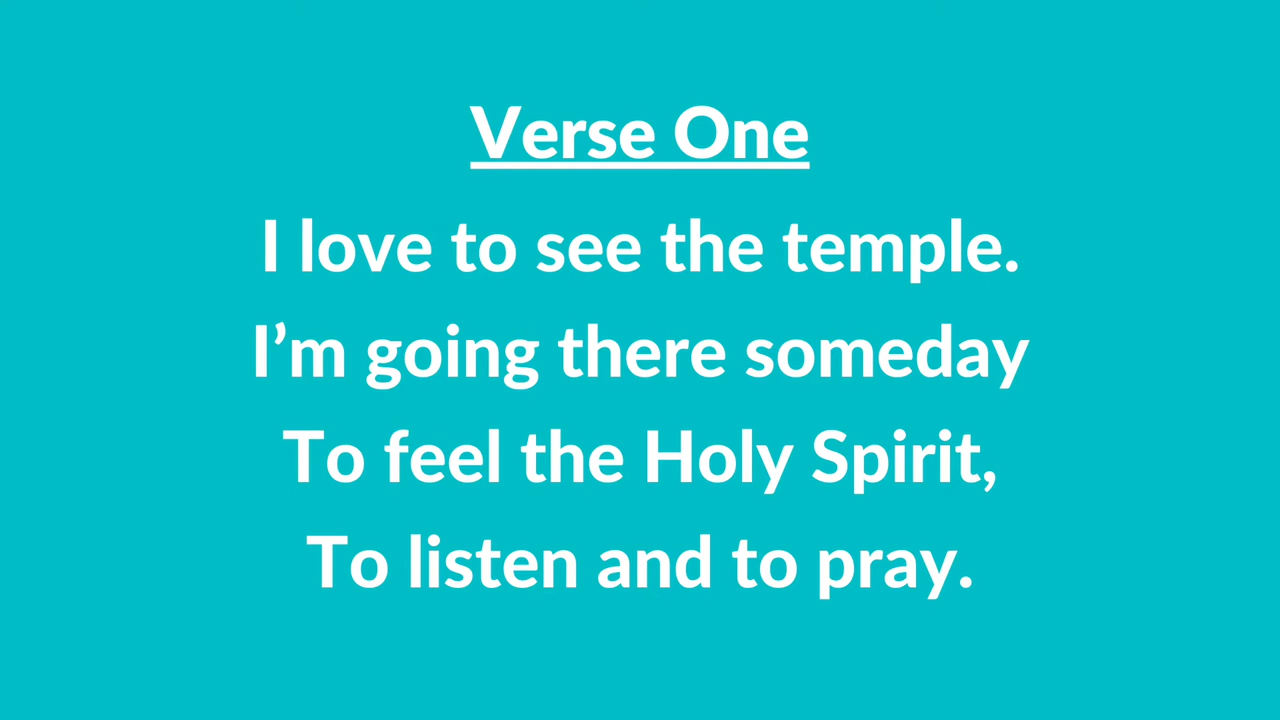 Verse One
I love to see the temple.
I’m going there someday
To feel the Holy Spirit,
To listen and to pray.